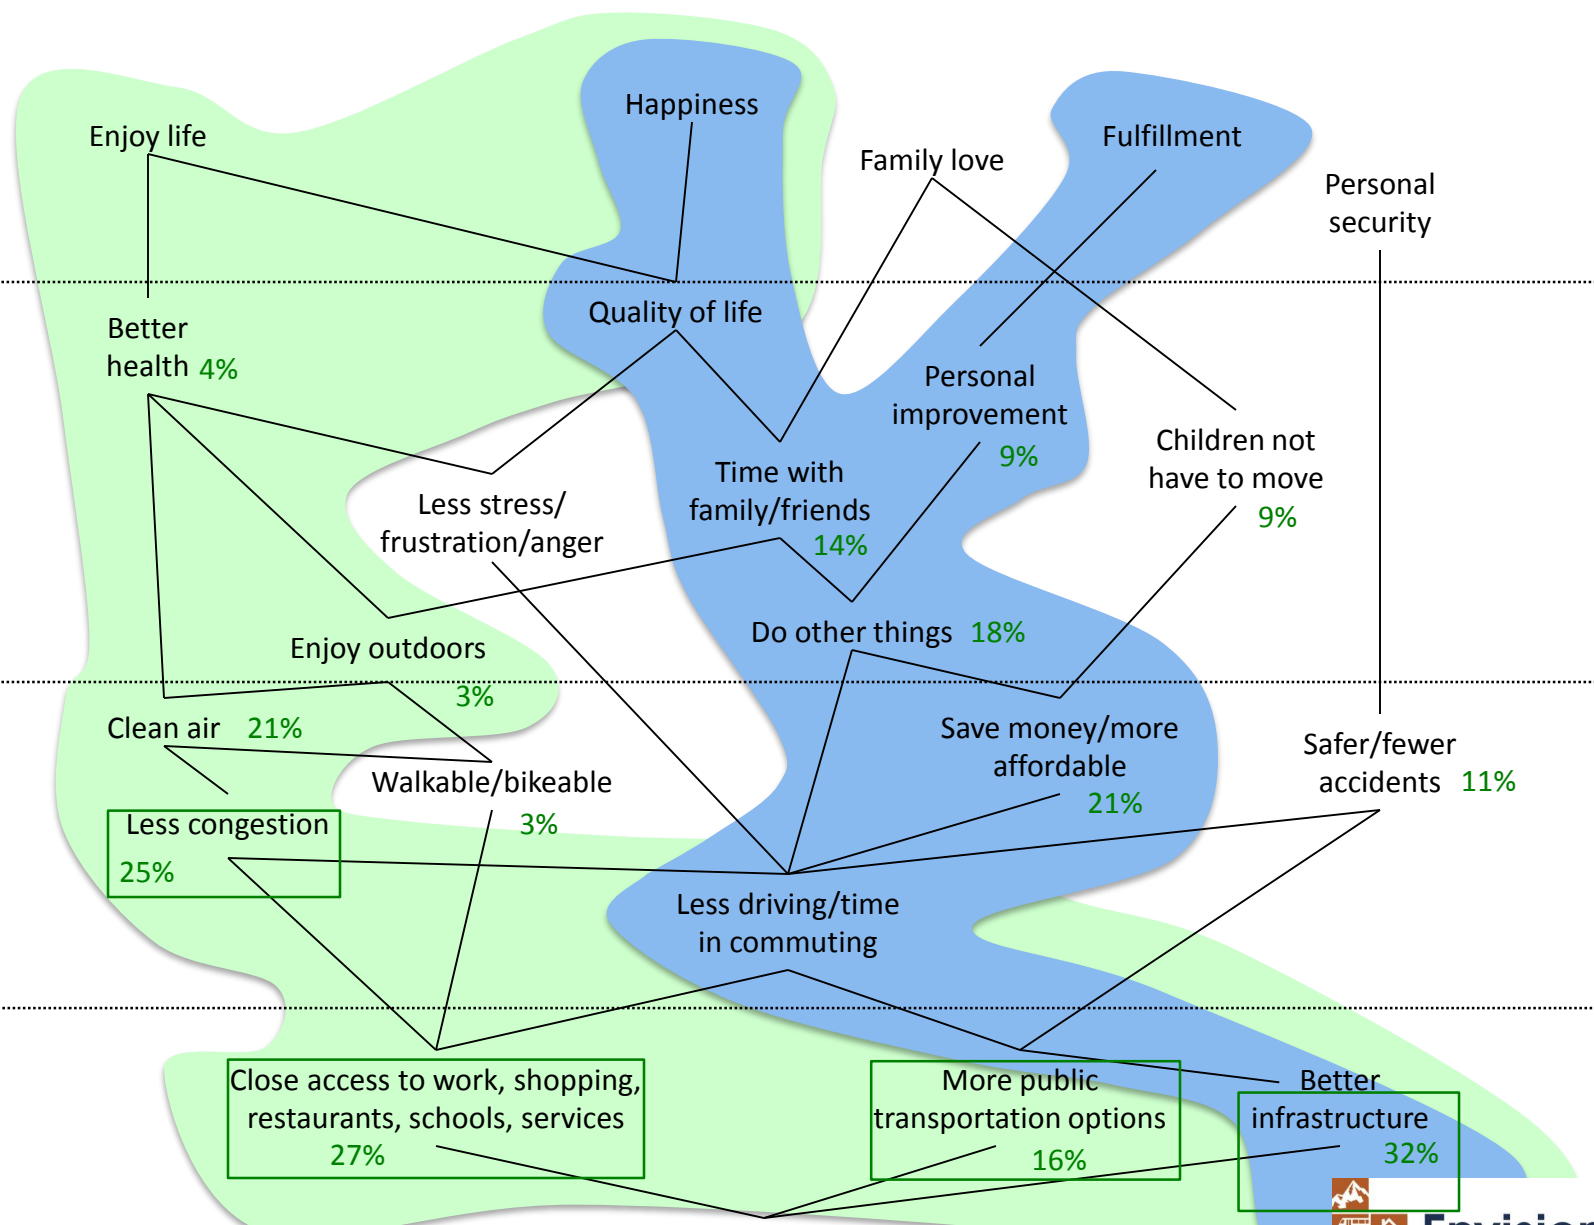 Happiness
Enjoy life
Fulfillment
Family love
Personal
security
Quality of life
Better
health 4%
Personal
improvement
9%
Children not
have to move
9%
Time with
family/friends
14%
Less stress/
frustration/anger
Do other things 18%
Enjoy outdoors
3%
Clean air 21%
Save money/more
affordable
21%
Safer/fewer
accidents 11%
Walkable/bikeable
3%
Less congestion
25%
Less driving/time
in commuting
Close access to work, shopping,
restaurants, schools, services
27%
More public
transportation options
16%
Better
infrastructure
32%